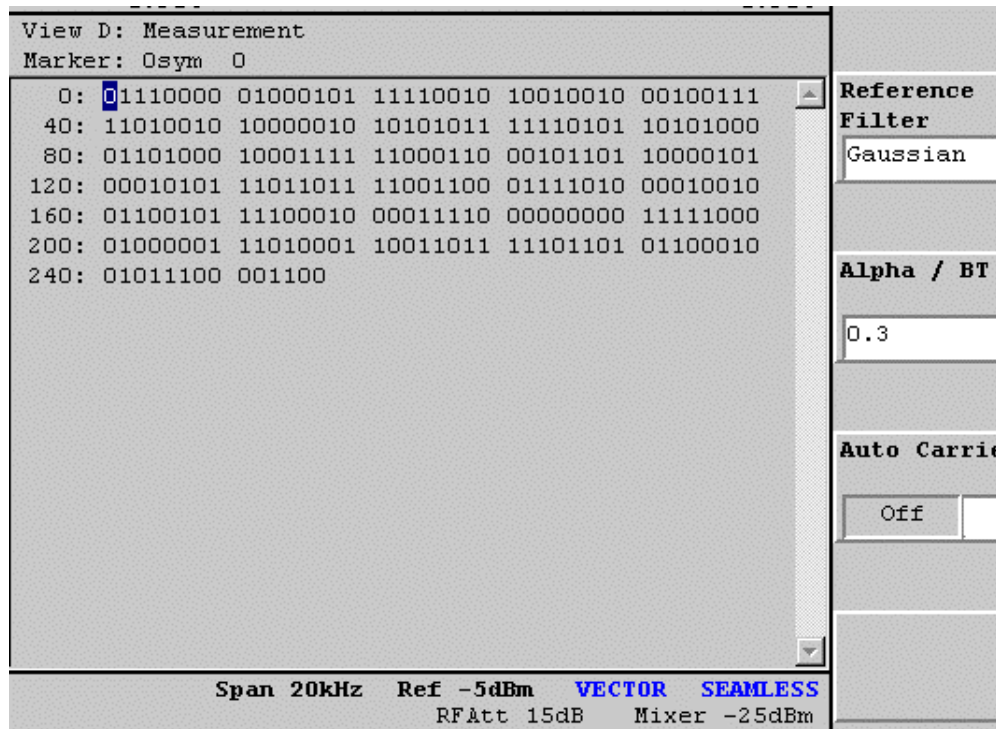 View D: Measurement
Marker: 0sym 0
0: 01110000 01000101 11110010 10010010 00100111
40: 11010010 10000010 10101011 11110101 10101000
80: 01101000 10001111 11000110 00101101 10000101
120: 00010101 11011011 11001100 01111010 00010010
160: 01100101 11100010 00011110 00000000 11111000
200: 01000001 11010001 10011011 11101101 01100010
240: 01011100 001100
Span 20kHz Ref -5dBm VECTOR SEAMLESS
RFAtt 15dB Mixer -25dBm
Reference
Filter
Gaussian
Alpha / BT
0.3
Auto Carrie
Off